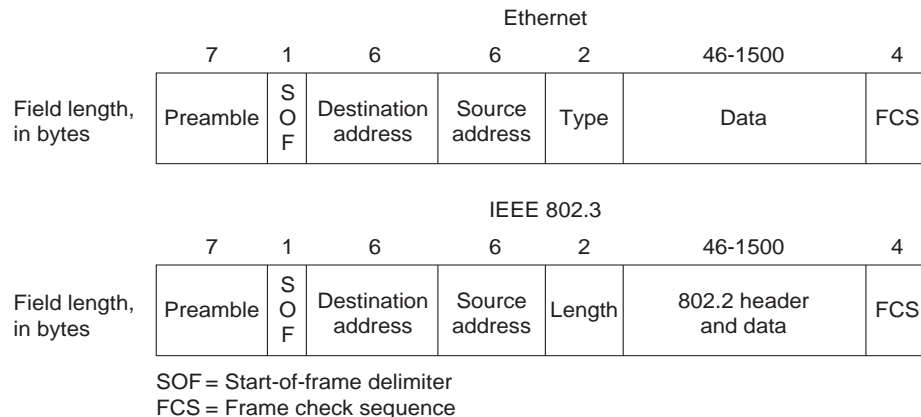 Ethernet
7 1 6 6 2 46-1500 4
Field length, in bytes
Preamble
SOF
Destination address
Source address
Type
Data
FCS
IEEE 802.3
7 1 6 6 2 46-1500 4
Field length, in bytes
Preamble
SOF
Destination address
Source address
Length
802.2 header and data
FCS
SOF = Start-of-frame delimiter
FCS = Frame check sequence